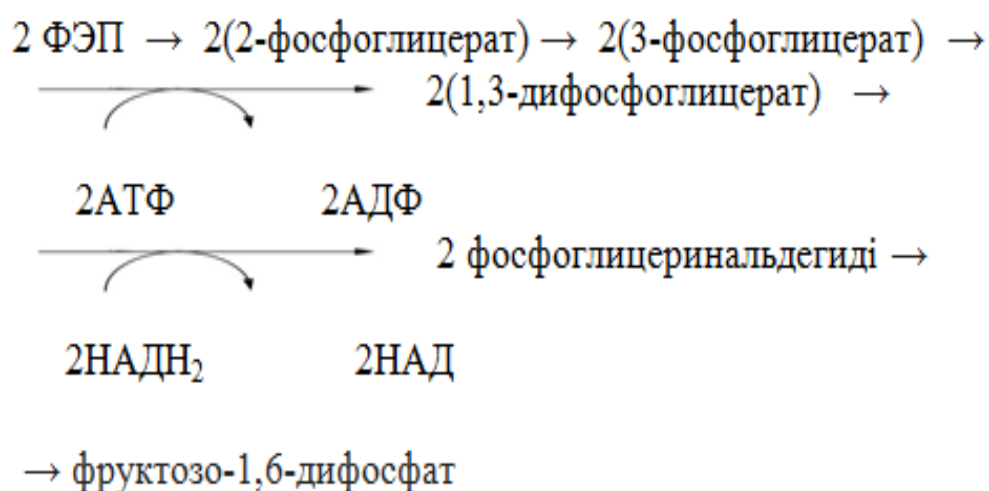 2 ФЭП → 2(2-фосфоглицерат) → 2(3-фосфоглицерат) →
2(1,3-дифосфоглицерат) →
2АТФ 2АДФ
2 фосфоглицеринальдегиді →
2НАДН₂ 2НАД
→ фруктозо-1,6-дифосфат